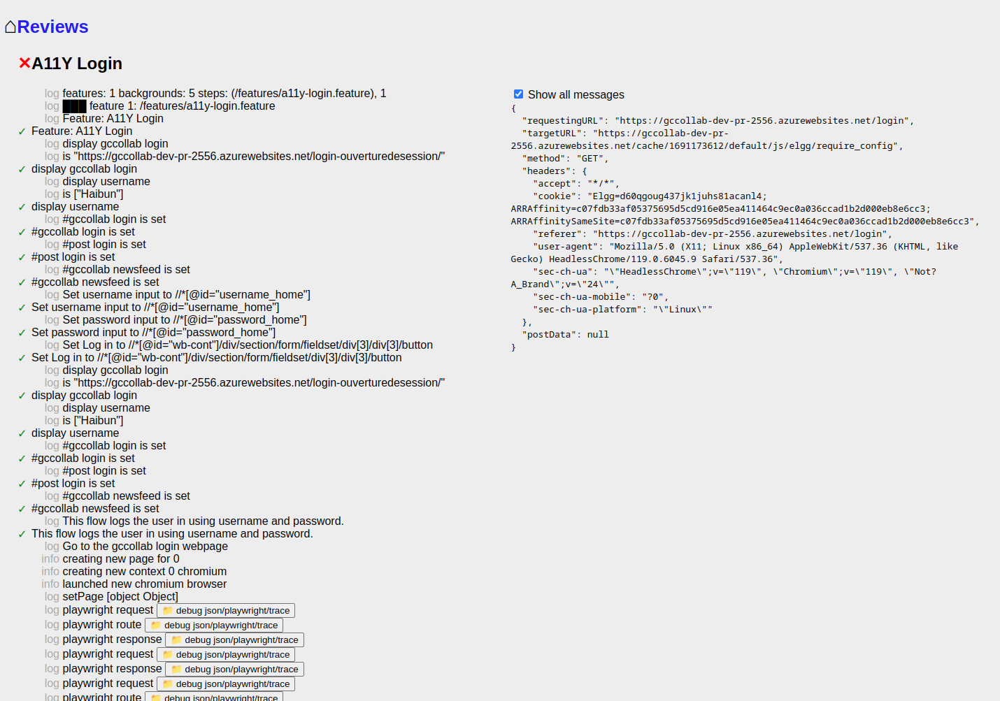 ⌂Reviews
✕A11Y Login
log features: 1 backgrounds: 5 steps: (/features/a11y-login.feature), 1
log ███ feature 1: /features/a11y-login.feature
log Feature: A11Y Login
✓ Feature: A11Y Login
log display gccollab login
log is "https://gccollab-dev-pr-2556.azurewebsites.net/login-ouverturedesession/"
✓ display gccollab login
log display username
log is ["Haibun"]
✓ display username
log #gccollab login is set
✓ #gccollab login is set
log #post login is set
✓ #post login is set
log #gccollab newsfeed is set
✓ #gccollab newsfeed is set
log Set username input to //*[@id="username_home"]
✓ Set username input to //*[@id="username_home"]
log Set password input to //*[@id="password_home"]
✓ Set password input to //*[@id="password_home"]
log Set Log in to //*[@id="wb-cont"]/div/section/form/fieldset/div[3]/div[3]/button
✓ Set Log in to //*[@id="wb-cont"]/div/section/form/fieldset/div[3]/div[3]/button
log display gccollab login
log is "https://gccollab-dev-pr-2556.azurewebsites.net/login-ouverturedesession/"
✓ display gccollab login
log display username
log is ["Haibun"]
✓ display username
log #gccollab login is set
✓ #gccollab login is set
log #post login is set
✓ #post login is set
log #gccollab newsfeed is set
✓ #gccollab newsfeed is set
log This flow logs the user in using username and password.
✓ This flow logs the user in using username and password.
log Go to the gccollab login webpage
info creating new page for 0
info creating new context 0 chromium
info launched new chromium browser
log setPage [object Object]
log playwright request 📁 debug json/playwright/trace
log playwright route 📁 debug json/playwright/trace
log playwright response 📁 debug json/playwright/trace
log playwright request 📁 debug json/playwright/trace
log playwright response 📁 debug json/playwright/trace
log playwright request 📁 debug json/playwright/trace
log playwright route 📁 debug json/playwright/trace
Show all messages
{
"requestingURL": "https://gccollab-dev-pr-2556.azurewebsites.net/login",
"targetURL": "https://gccollab-dev-pr-
2556.azurewebsites.net/cache/1691173612/default/js/elgg/require_config",
"method": "GET",
"headers": {
"accept": "*/*",
"cookie": "Elgg=d60qgoug437jk1juhs81acanl4;
ARRAffinity=c07fdb33af05375695d5cd916e05ea411464c9ec0a036ccad1b2d000eb8e6cc3;
ARRAffinitySameSite=c07fdb33af05375695d5cd916e05ea411464c9ec0a036ccad1b2d000eb8e6cc3",
"referer": "https://gccollab-dev-pr-2556.azurewebsites.net/login",
"user-agent": "Mozilla/5.0 (X11; Linux x86_64) AppleWebKit/537.36 (KHTML, like
Gecko) HeadlessChrome/119.0.6045.9 Safari/537.36",
"sec-ch-ua": "\"HeadlessChrome\";v=\"119\", \"Chromium\";v=\"119\", \"Not?
A_Brand\";v=\"24\"",
"sec-ch-ua-mobile": "?0",
"sec-ch-ua-platform": "\"Linux\""
},
"postData": null
}